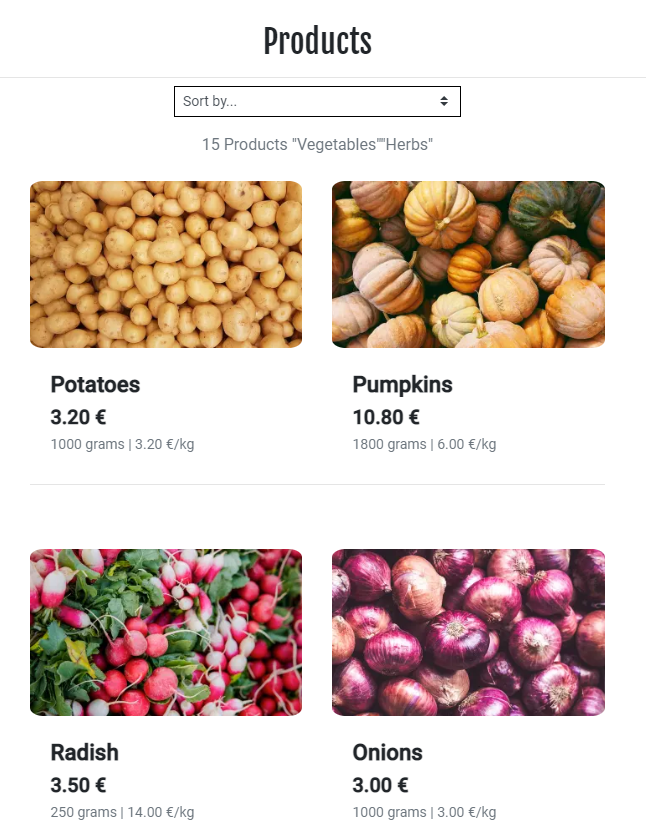 Products
Sort by...
15 Products "Vegetables""Herbs"
Potatoes
3.20 €
1000 grams | 3.20 €/kg
Pumpkins
10.80 €
1800 grams | 6.00 €/kg
Radish
3.50 €
250 grams | 14.00 €/kg
Onions
3.00 €
1000 grams | 3.00 €/kg